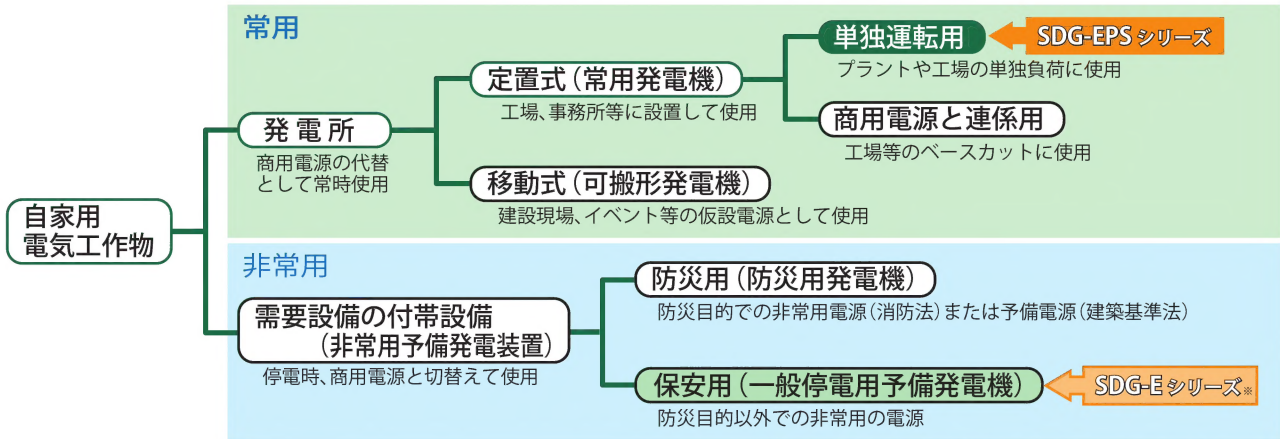 常用
単独運転用
SDG-EPSシリーズ
プラントや工場の単独負荷に使用
定置式（常用発電機）
工場、事務所等に設置して使用
商用電源と連係用
工場等のベースカットに使用
発電所
商用電源の代替
として常時使用
移動式（可搬形発電機）
建設現場、イベント等の仮設電源として使用
自家用
電気工作物
非常用
防災用（防災用発電機）
防災目的での非常用電源（消防法）または予備電源（建築基準法）
需要設備の付帯設備
（非常用予備発電装置）
停電時、商用電源と切替えて使用
保安用（一般停電用予備発電機）
SDG-Eシリーズ※
防災目的以外での非常用の電源